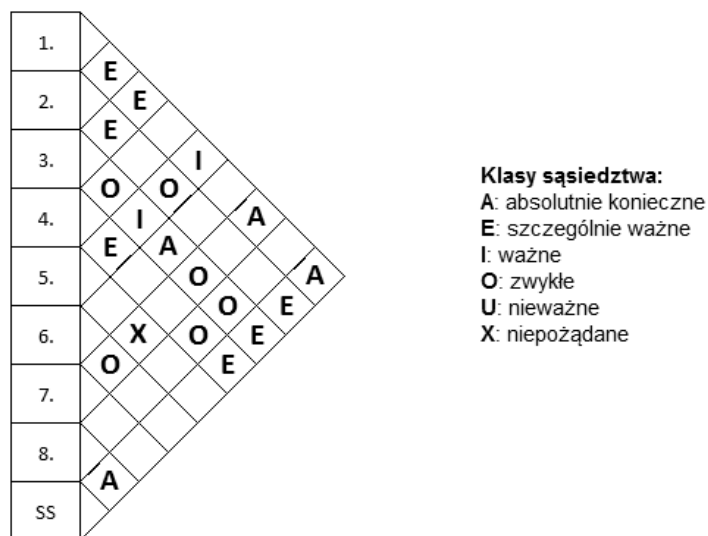 1.
2.
3.
4.
5.
6.
7.
8.
SS
E
E
E
I
O
O
A
I
E
A
O
A
O
E
X
O
E
O
E
A
Klasy sąsiedztwa:
A: absolutnie konieczne
E: szczególnie ważne
I: ważne
O: zwykłe
U: nieważne
X: niepożądane